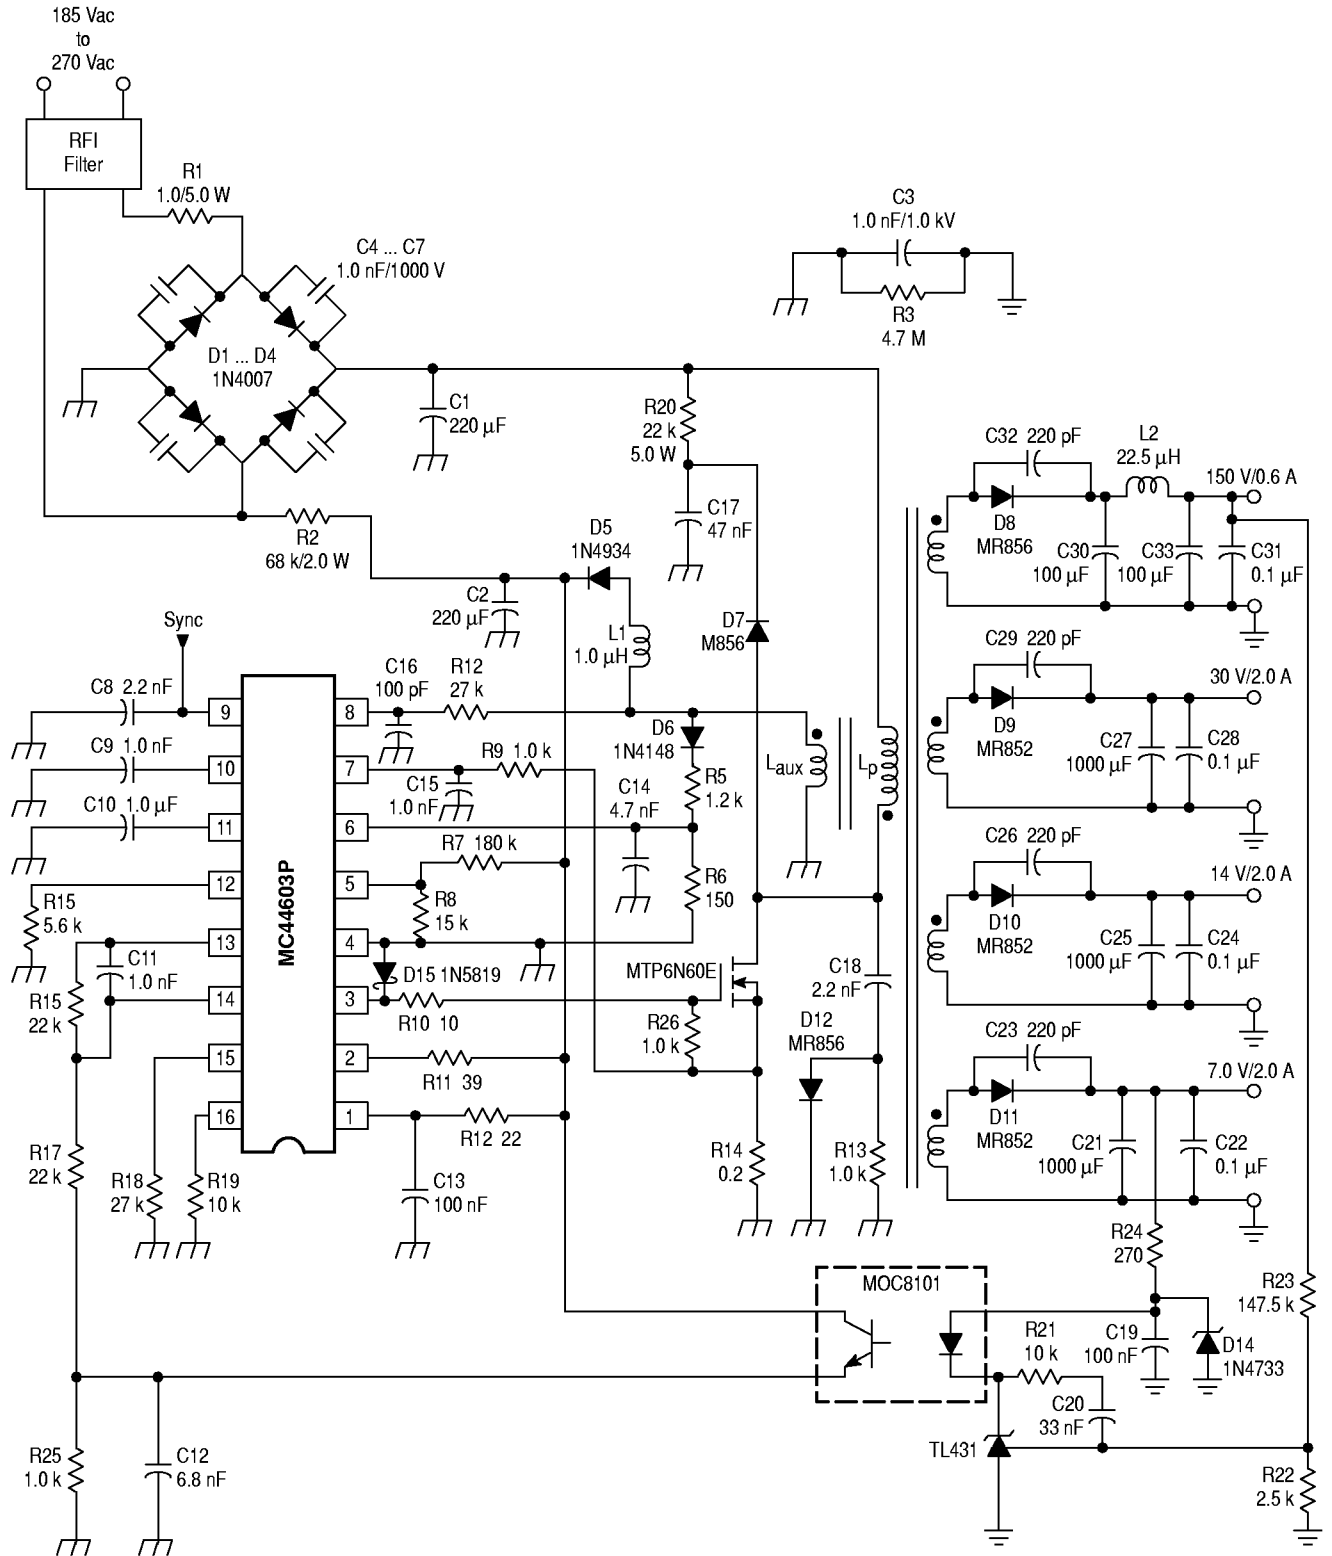 185 Vac
to
270 Vac
RFI
Filter
R1
1.0/5.0 W
C4 ... C7
1.0 nF/1000 V
D1 ... D4
1N4007
C3
1.0 nF/1.0 kV
R3
4.7 M
C1
220 µF
R20
22 k
5.0 W
C17
47 nF
R2
68 k/2.0 W
D5
1N4934
C2
220 µF
L1
1.0 µH
D7
M856
C32 220 pF
L2
22.5 µH
150 V/0.6 A
D8
MR856
C30
100 µF
C33
100 µF
C31
0.1 µF
Sync
C8 2.2 nF
9
C9 1.0 nF
10
C10 1.0 µF
11
R15
5.6 k
12
13
C11
1.0 nF
R15
22 k
14
15
16
MC44603P
8
7
6
5
4
3
2
1
C16
100 pF
R12
27 k
R9 1.0 k
C15
1.0 nF
D6
1N4148
C14
4.7 nF
R5
1.2 k
R7 180 k
R8
15 k
R6
150
D15 1N5819
R10 10
R11 39
R12 22
C13
100 nF
MTP6N60E
R26
1.0 k
Laux
Lp
C18
2.2 nF
D12
MR856
R14
0.2
R13
1.0 k
C29 220 pF
30 V/2.0 A
D9
MR852
C27
1000 µF
C28
0.1 µF
C26 220 pF
14 V/2.0 A
D10
MR852
C25
1000 µF
C24
0.1 µF
C23 220 pF
7.0 V/2.0 A
D11
MR852
C21
1000 µF
C22
0.1 µF
R17
22 k
R18
27 k
R19
10 k
R24
270
R23
147.5 k
MOC8101
R21
10 k
C19
100 nF
D14
1N4733
C20
33 nF
TL431
R25
1.0 k
C12
6.8 nF
R22
2.5 k